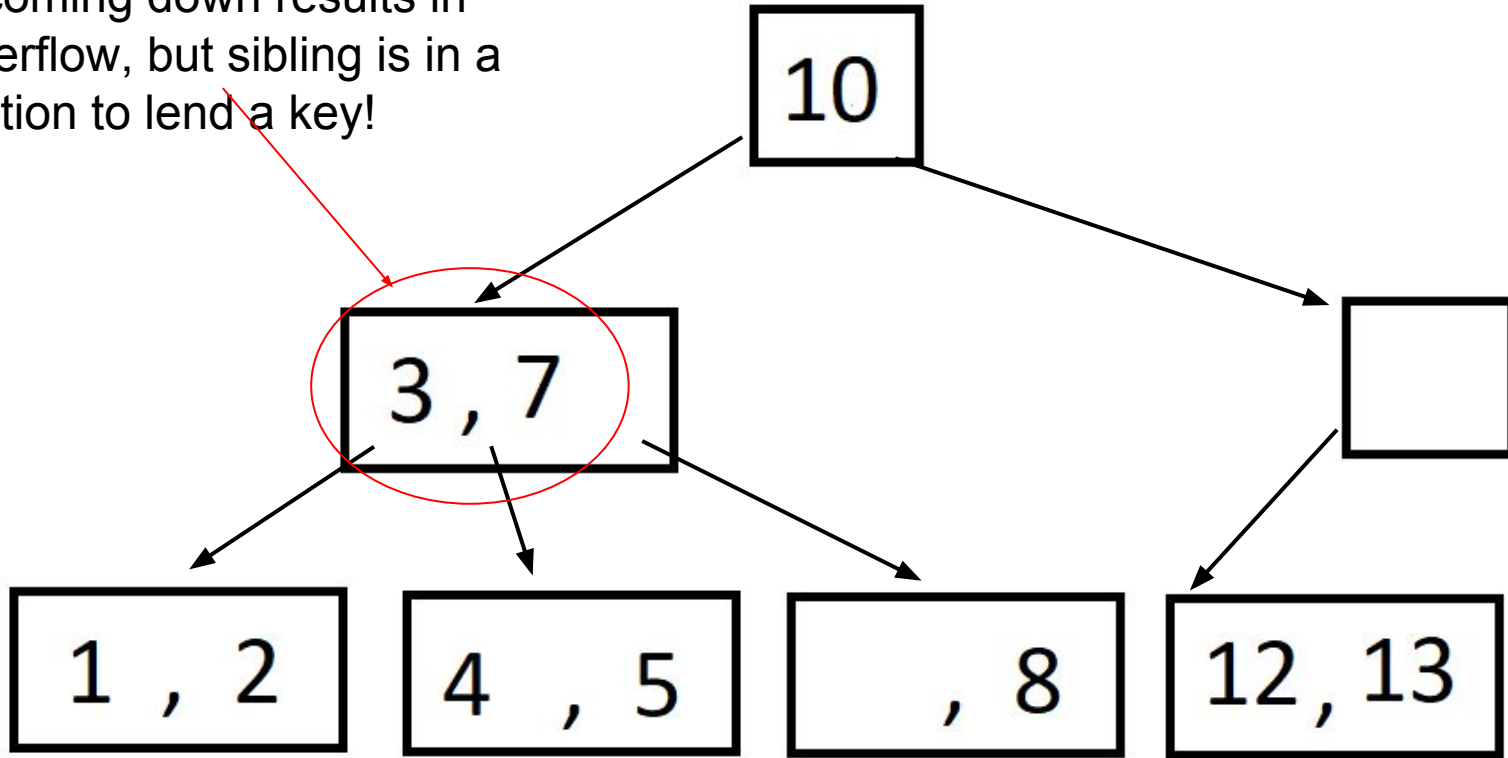 coming down results in
erflow, but sibling is in a
tion to lend a key!
10
3 , 7
1 , 2
4 , 5
, 8
12, 13